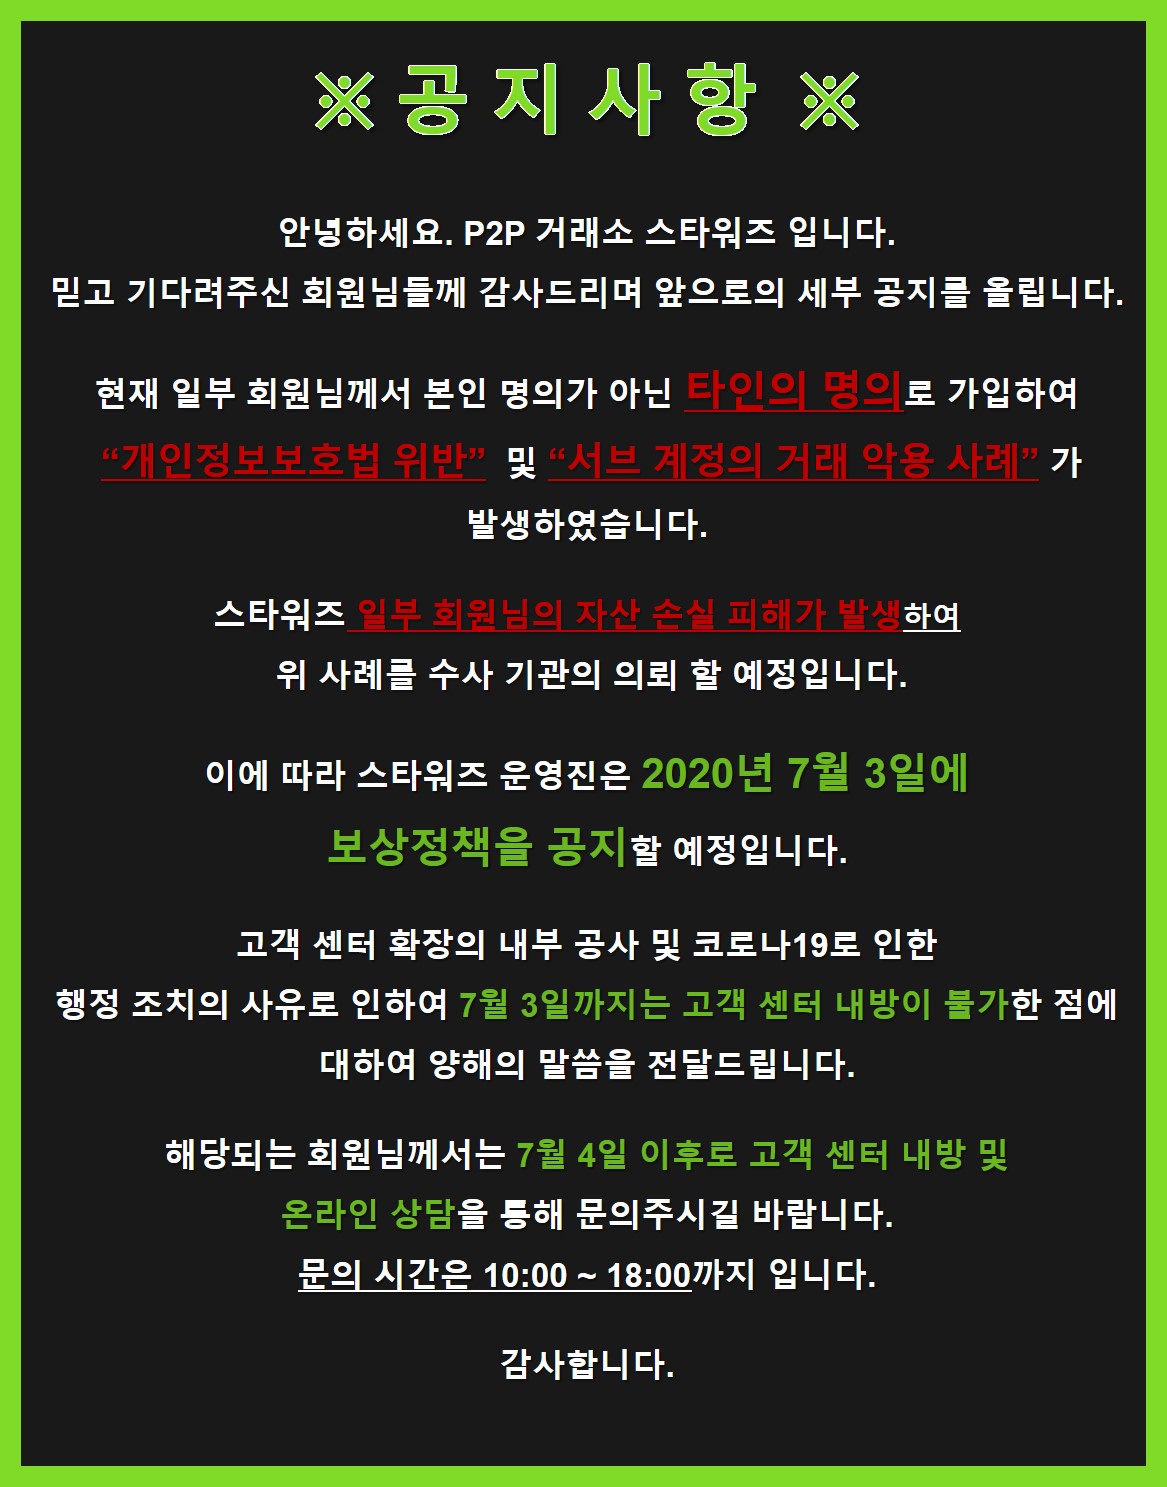 ※ 공 지 사 항 ※
안녕하세요. P2P 거래소 스타워즈 입니다.
믿고 기다려주신 회원님들께 감사드리며 앞으로의 세부 공지를 올립니다.
현재 일부 회원님께서 본인 명의가 아닌 타인의 명의로 가입하여
“개인정보보호법 위반” 및 “서브 계정의 거래 악용 사례” 가
발생하였습니다.
스타워즈 일부 회원님의 자산 손실 피해가 발생하여
위 사례를 수사 기관의 의뢰 할 예정입니다.
이에 따라 스타워즈 운영진은 2020년 7월 3일에
보상정책을 공지할 예정입니다.
고객 센터 확장의 내부 공사 및 코로나19로 인한
행정 조치의 사유로 인하여 7월 3일까지는 고객 센터 내방이 불가한 점에
대하여 양해의 말씀을 전달드립니다.
해당되는 회원님께서는 7월 4일 이후로 고객 센터 내방 및
온라인 상담을 통해 문의주시길 바랍니다.
문의 시간은 10:00 ~ 18:00까지 입니다.
감사합니다.